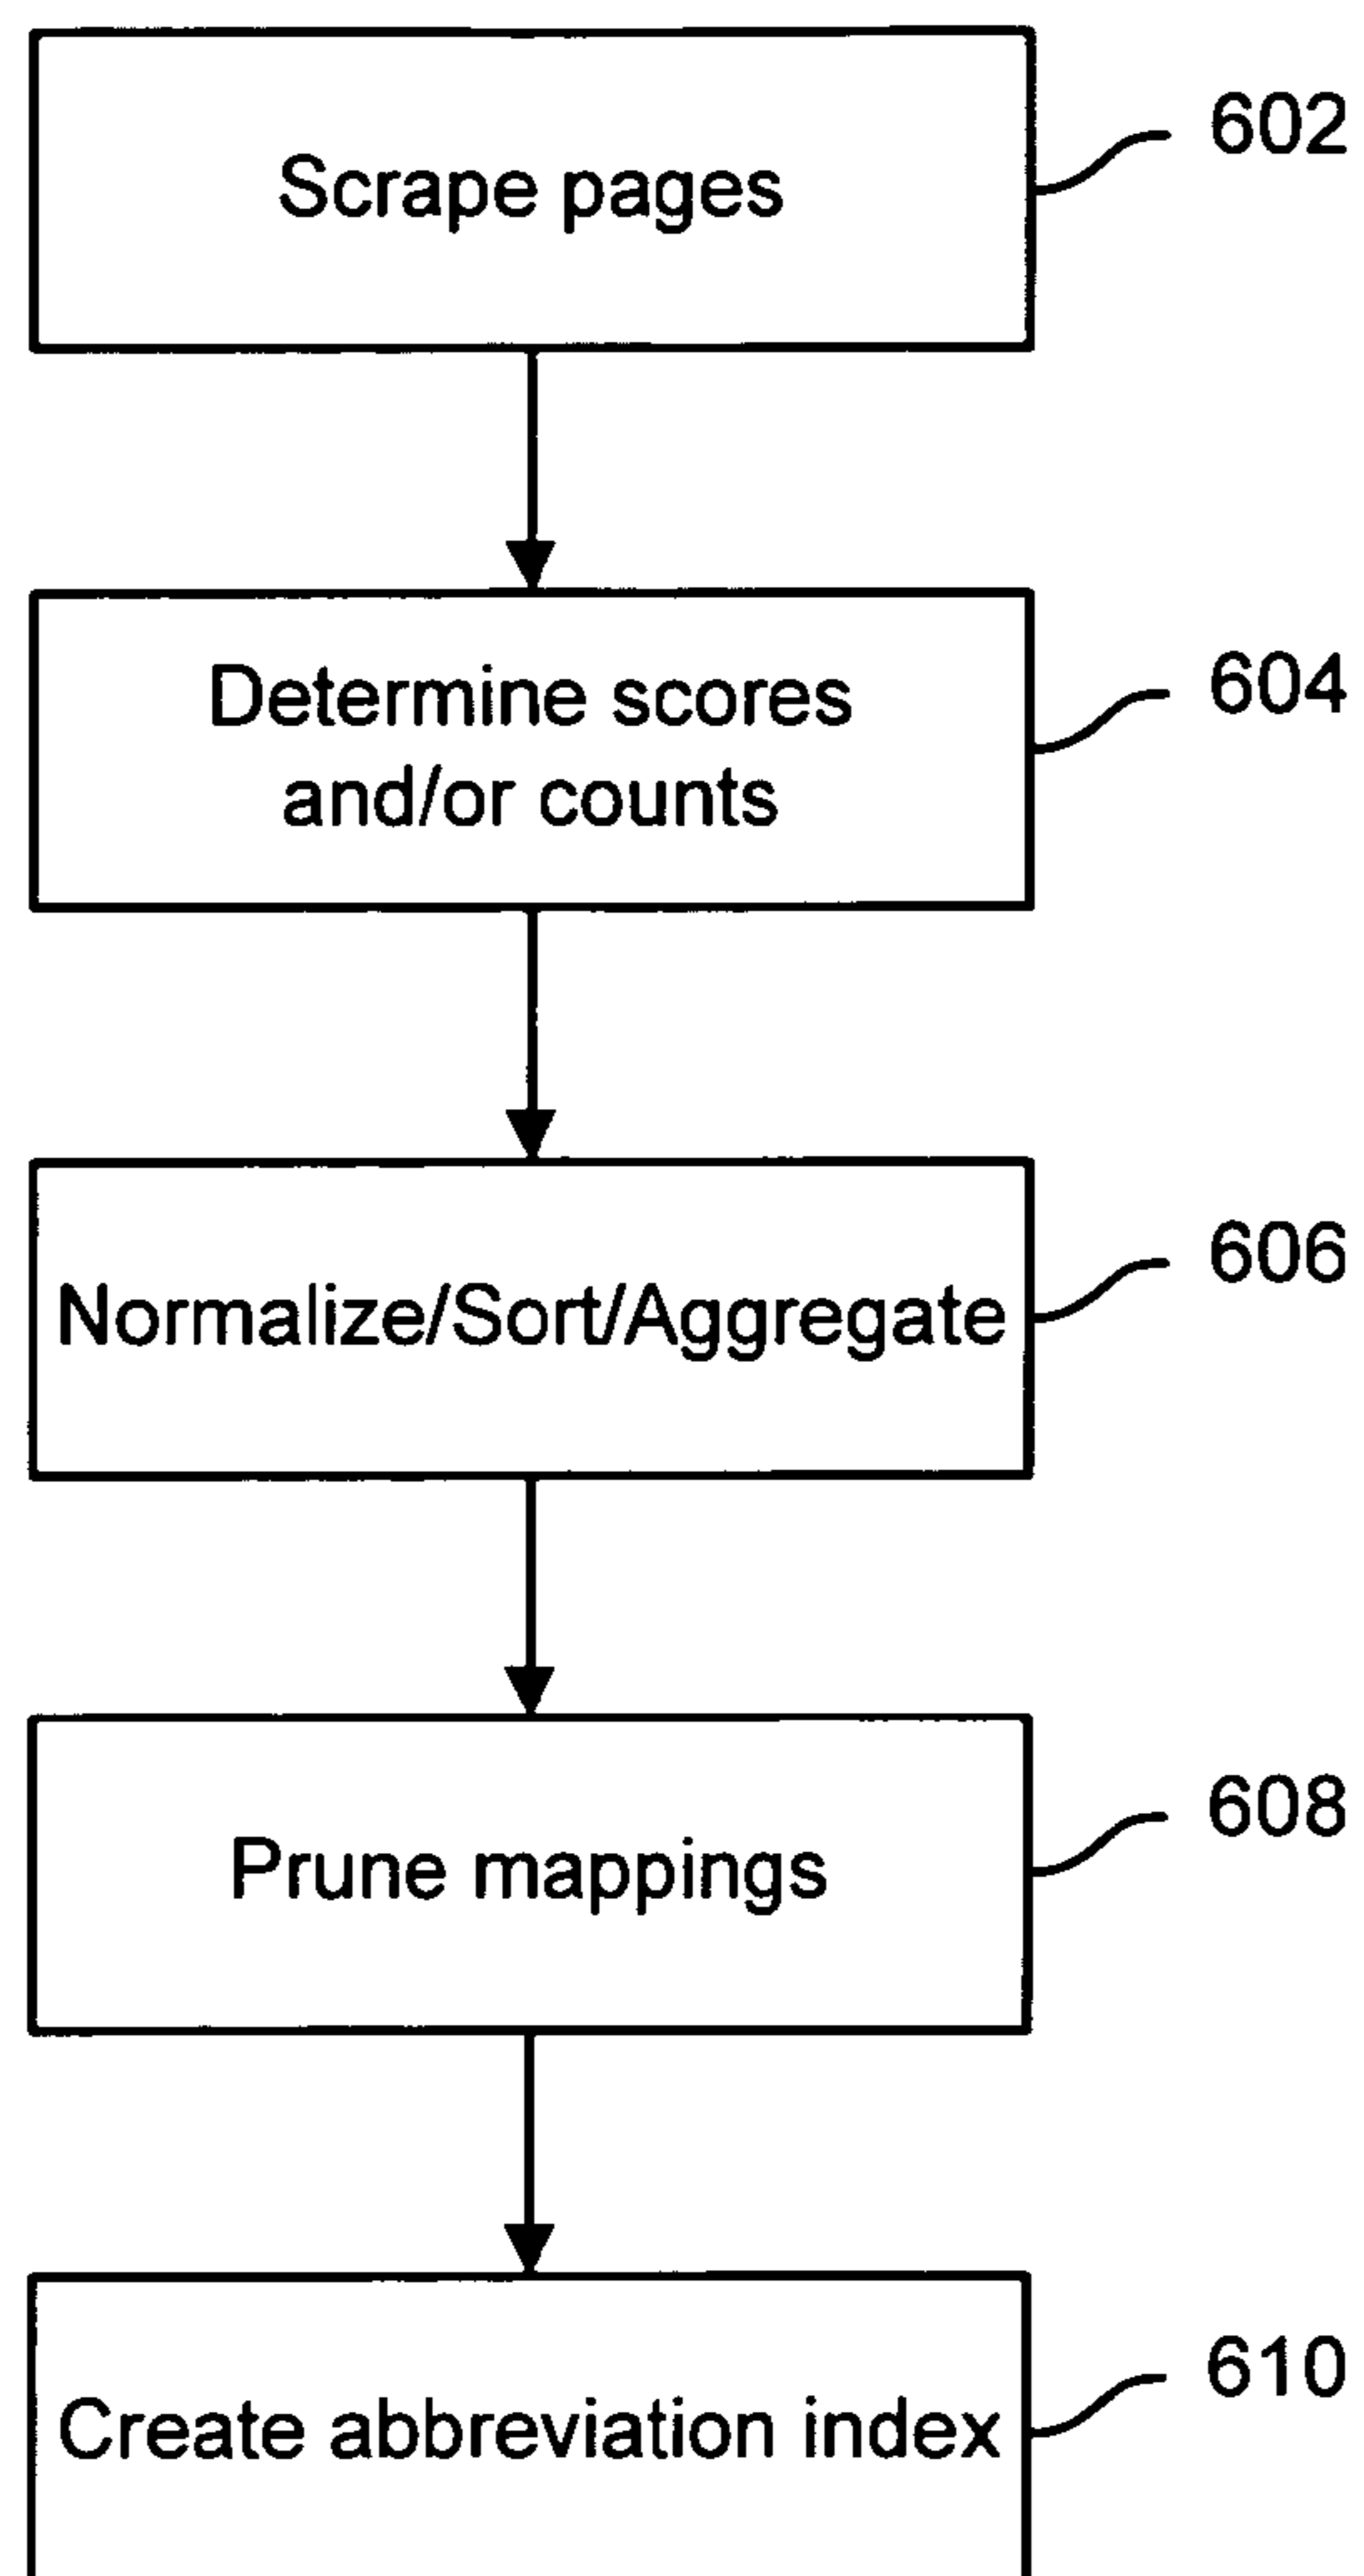 602
Scrape pages
604
Determine scores
and/or counts
606
Normalize/Sort/Aggregate
608
Prune mappings
610
Create abbreviation index